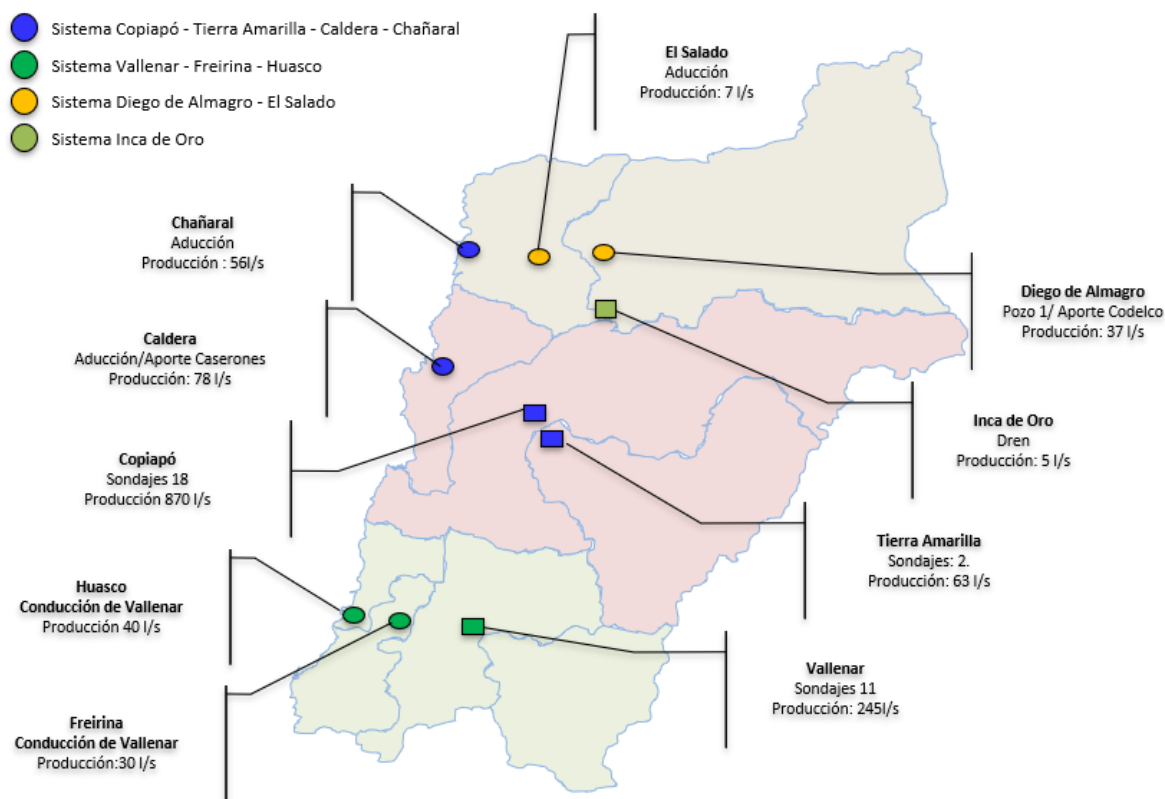 Sistema Copiapó - Tierra Amarilla - Caldera - Chañaral
Sistema Vallenar - Freirina - Huasco
Sistema Diego de Almagro - El Salado
Sistema Inca de Oro
El Salado
Aducción
Producción: 7 l/s
Chañaral
Aducción
Producción : 56l/s
Diego de Almagro
Pozo 1/ Aporte Codelco
Producción: 37 l/s
Caldera
Aducción/Aporte Caserones
Producción: 78 l/s
Inca de Oro
Dren
Producción: 5 l/s
Copiapó
Sondajes 18
Producción 870 l/s
Tierra Amarilla
Sondajes: 2.
Producción: 63 l/s
Huasco
Conducción de Vallenar
Producción 40 l/s
Vallenar
Sondajes 11
Producción: 245l/s
Freirina
Conducción de Vallenar
Producción:30 l/s